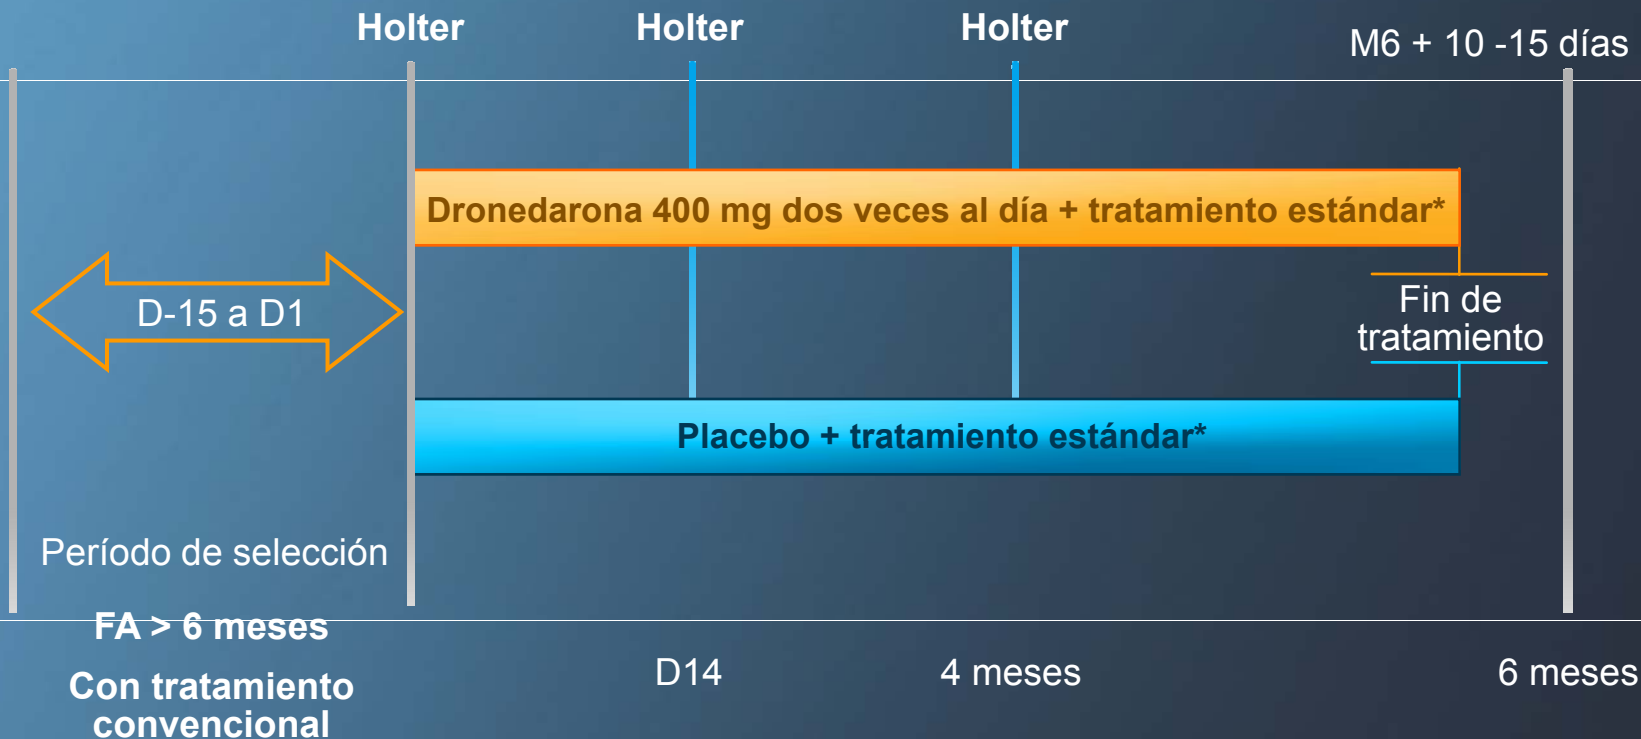 Holter
Holter
Holter
M6 + 10 -15 días
Dronedarona 400 mg dos veces al día + tratamiento estándar*
D-15 a D1
Fin de
tratamiento
Placebo + tratamiento estándar*
Período de selección
FA > 6 meses
Con tratamiento
convencional
D14
4 meses
6 meses